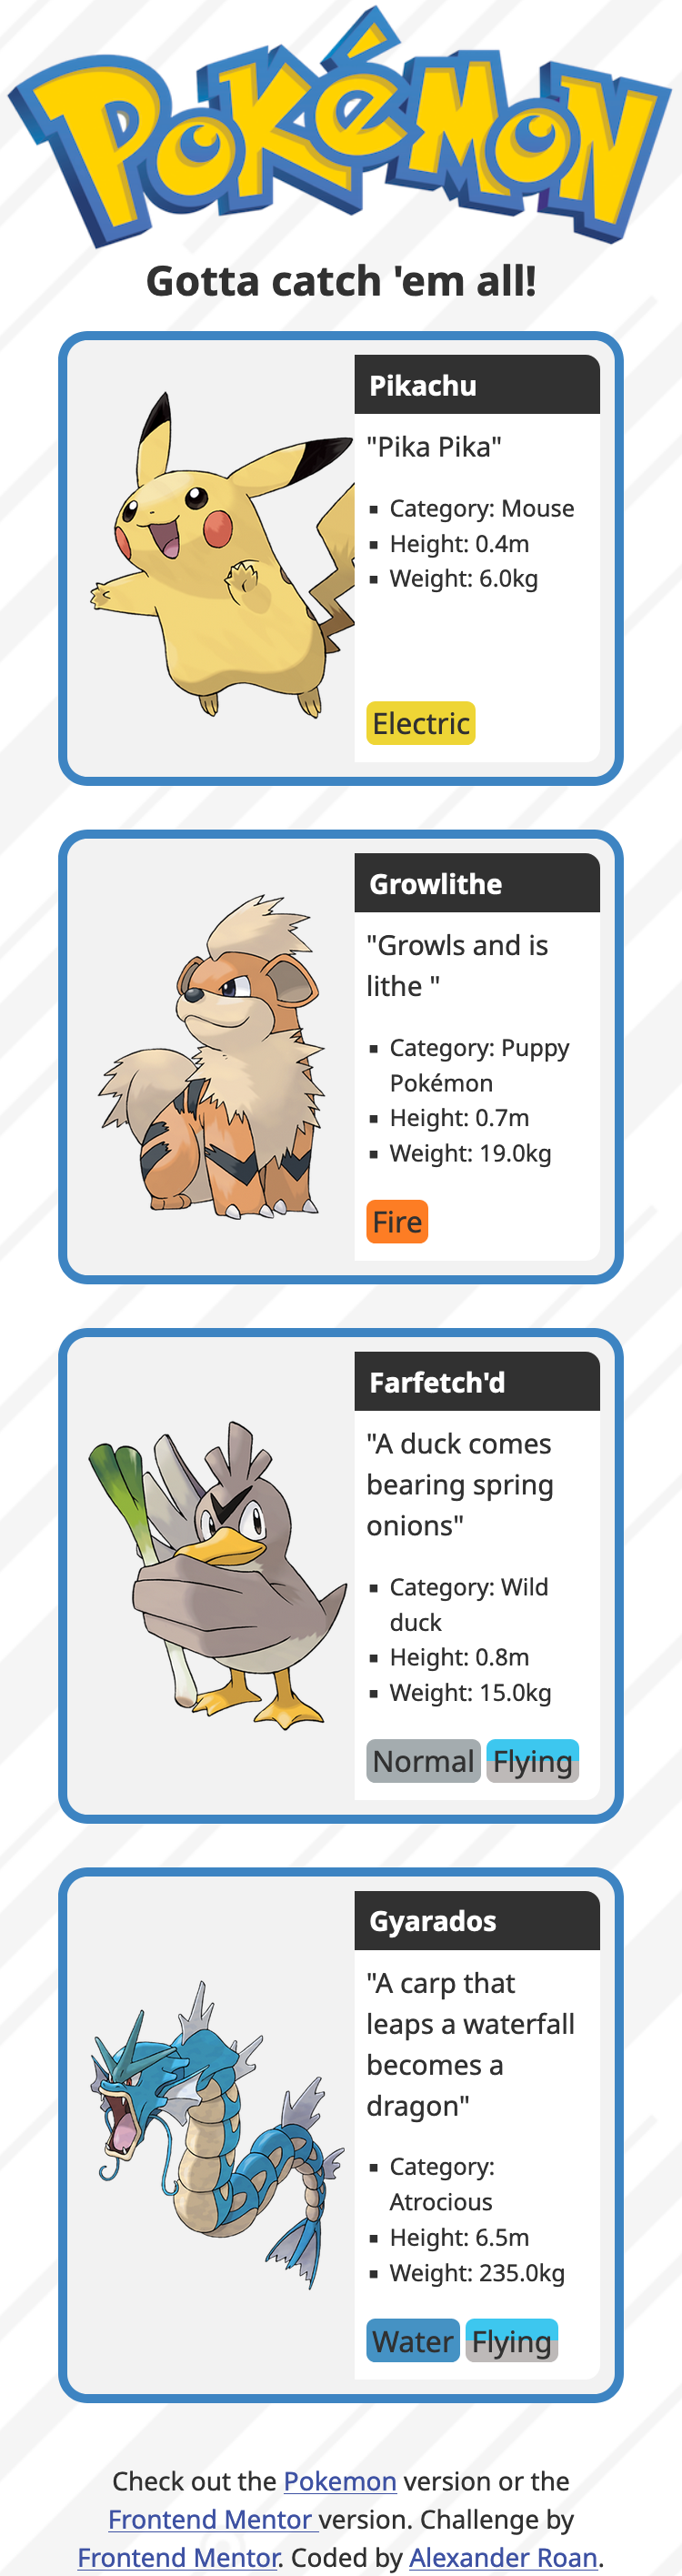 POKéMON
Gotta catch 'em all!
Pikachu
"Pika Pika"
▪ Category: Mouse
▪ Height: 0.4m
▪ Weight: 6.0kg
Electric
Growlithe
"Growls and is
lithe "
▪ Category: Puppy
Pokémon
▪ Height: 0.7m
▪ Weight: 19.0kg
Fire
Farfetch'd
"A duck comes
bearing spring
onions"
▪ Category: Wild
duck
▪ Height: 0.8m
▪ Weight: 15.0kg
Normal Flying
Gyarados
"A carp that
leaps a waterfall
becomes a
dragon"
▪ Category:
Atrocious
▪ Height: 6.5m
▪ Weight: 235.0kg
Water Flying
Check out the Pokemon version or the
Frontend Mentor version. Challenge by
Frontend Mentor. Coded by Alexander Roan.